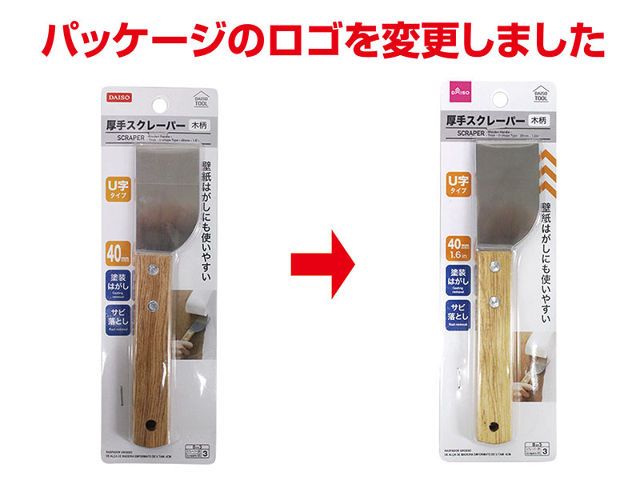 パッケージのロゴを変更しました
DAISO
DAISO
TOOL
厚手スクレーパー
木柄
SCRAPER
U字
タイプ
40mm
塗装
はがし
サビ
落とし
壁紙はがしにも使いやすい
3
DAISO
DAISO
TOOL
厚手スクレーパー
木柄
SCRAPER
U字
タイプ
40mm
1.6in
塗装
はがし
サビ
落とし
壁紙はがしにも使いやすい
3